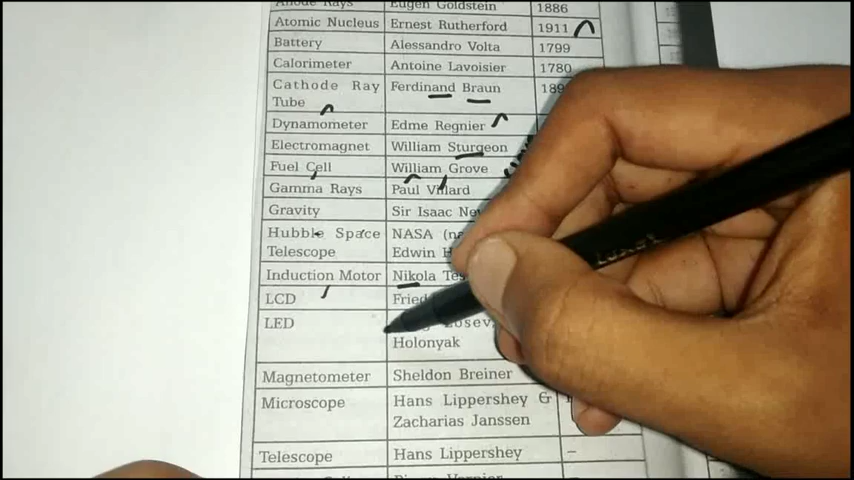 Anode Rays Eugen Goldstein 1886
Atomic Nucleus Ernest Rutherford 1911
Battery Alessandro Volta 1799
Calorimeter Antoine Lavoisier 1780
Cathode Ray Ferdinand Braun
Tube
Dynamometer Edme Regnier
Electromagnet William Sturgeon
Fuel Cell William Grove
Gamma Rays Paul Villard
Gravity Sir Isaac
Hubble Space NASA
Telescope Edwin
Induction Motor Nikola
LCD
LED Losev,
Holonyak
Magnetometer Sheldon Breiner
Microscope Hans Lippershey &
Zacharias Janssen
Telescope Hans Lippershey –